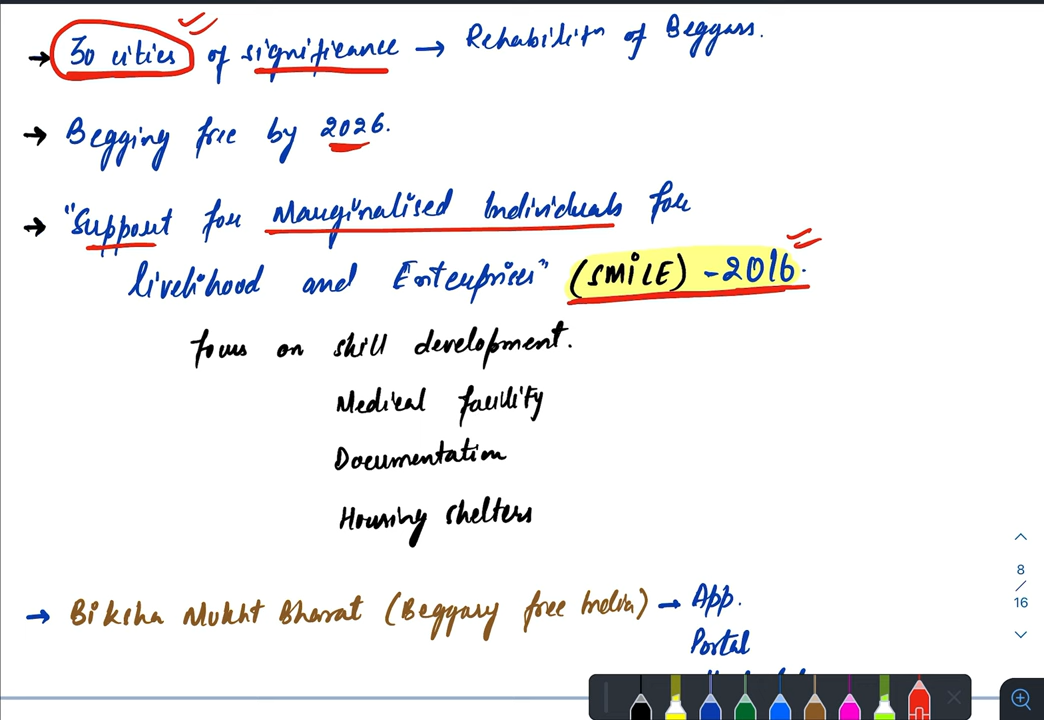 → 30 cities of significance → Rehabilitn of Beggars.
→ Begging free by 2026.
→ "Support for Marginalised Individuals for
livelihood and Enterprises" (SMILE) - 2016.
focus on skill development.
Medical facility
Documentation
Housing shelters
→ Biksha Mukht Bharat (Beggary free India) → App.
Portal
8
/
16